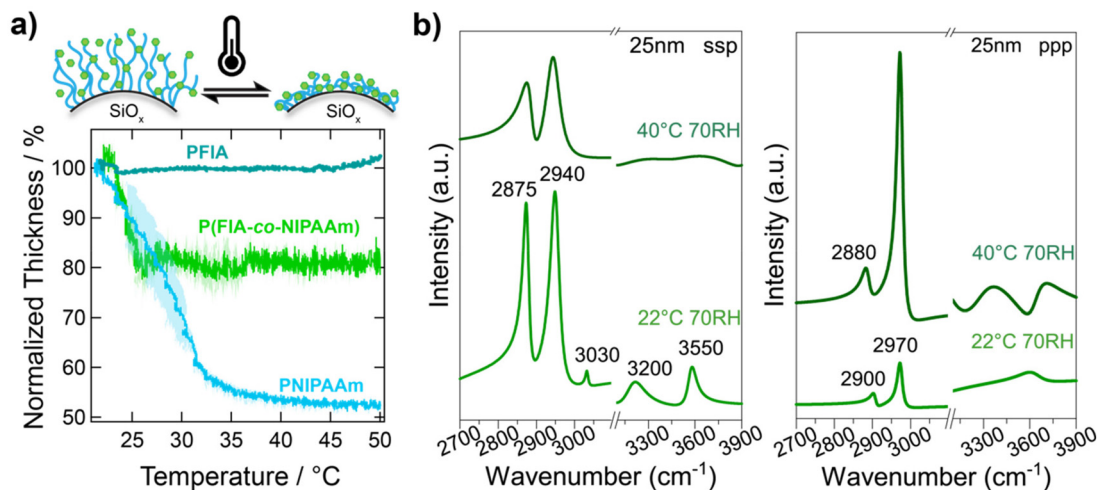 a)
SiOx
SiOx
Normalized Thickness / %
100
90
80
70
60
50
PFIA
P(FIA-co-NIPAAm)
PNIPAAm
25
30
35
40
45
50
Temperature / °C
b)
Intensity (a.u.)
25nm ssp
40°C 70RH
2875
2940
22°C 70RH
3030
3200
3550
2700
2800
2900
3000
3300
3600
3900
Wavenumber (cm-1)
Intensity (a.u.)
25nm ppp
2880
40°C 70RH
2970
22°C 70RH
2900
2700
2800
2900
3000
3300
3600
3900
Wavenumber (cm-1)